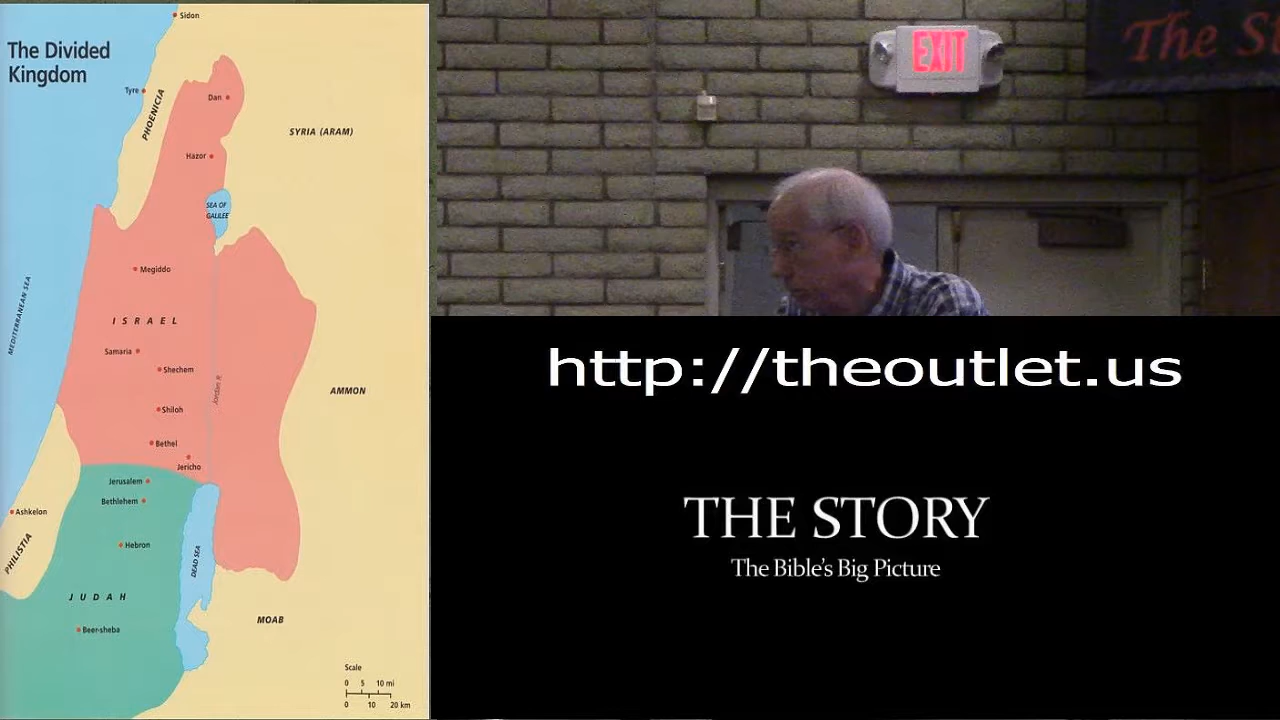 The Divided
Kingdom
Sidon
Tyre
PHOENICIA
Dan
SYRIA (ARAM)
Hazor
SEA OF
GALILEE
MEDITERRANEAN SEA
Megiddo
ISRAEL
Samaria
Shechem
Jordan R.
AMMON
Shiloh
Bethel
Jericho
Jerusalem
Bethlehem
Ashkelon
PHILISTIA
Hebron
DEAD SEA
JUDAH
MOAB
Beer-sheba
Scale
0 5 10 mi
0 10 20 km
EXIT
The St
http://theoutlet.us
THE STORY
The Bible's Big Picture